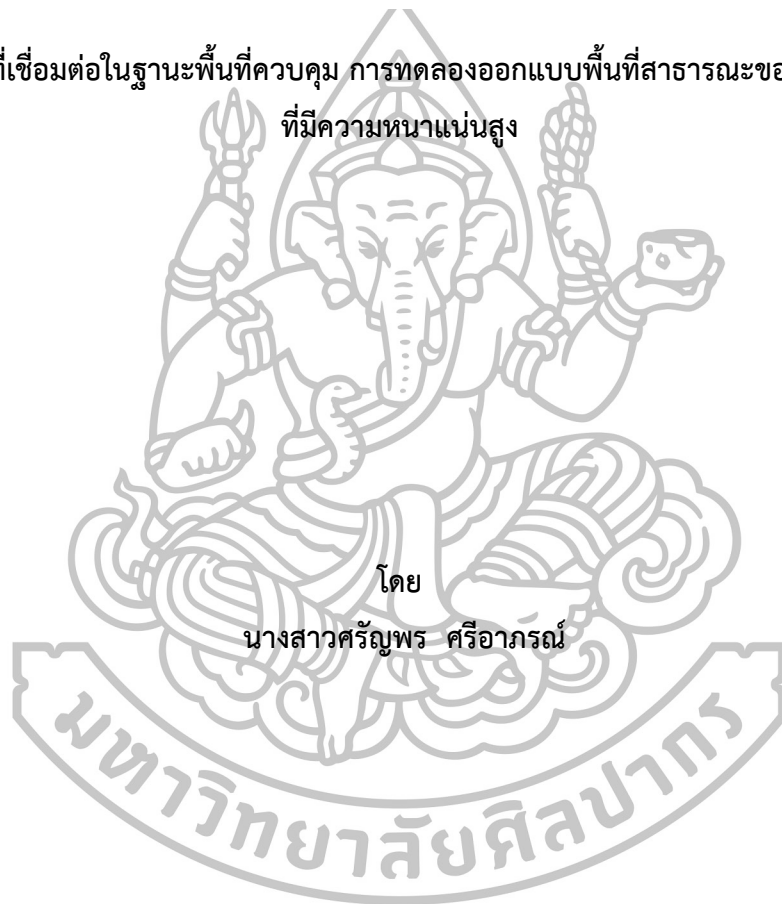 ที่เชื่อมต่อในฐานะพื้นที่ควบคุม การทดลองออกแบบพื้นที่สาธารณะขอ
ที่มีความหนาแน่นสูง
โดย
นางสาวศรัญพร ศรีอาภรณ์
มหาวิทยาลัยศิลปากร